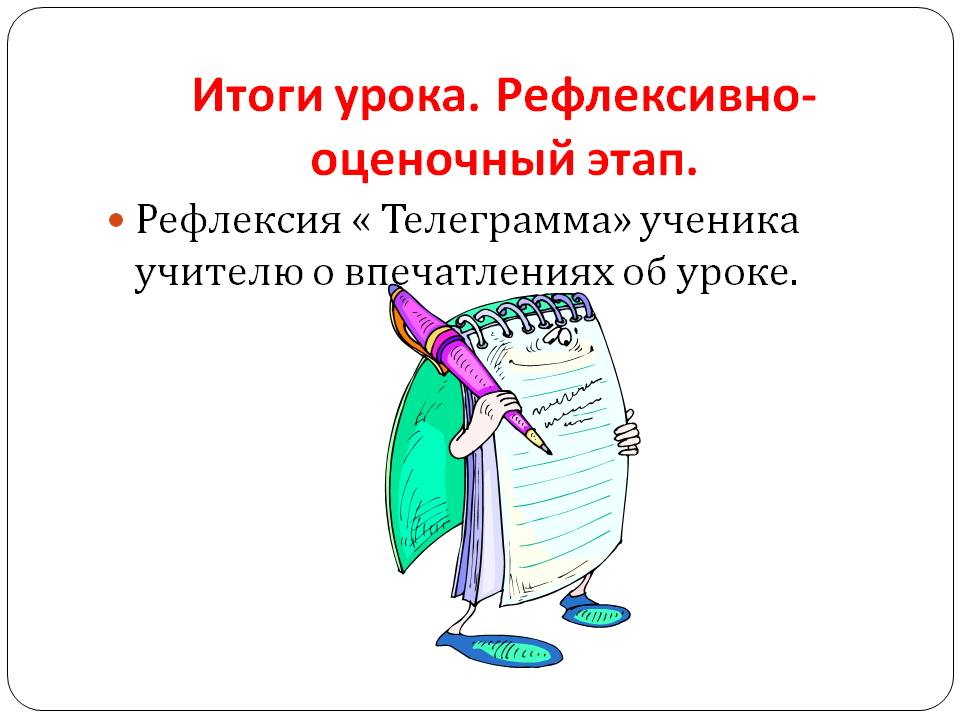 Итоги урока. Рефлексивно-
оценочный этап.
• Рефлексия « Телеграмма» ученика
учителю о впечатлениях об уроке.